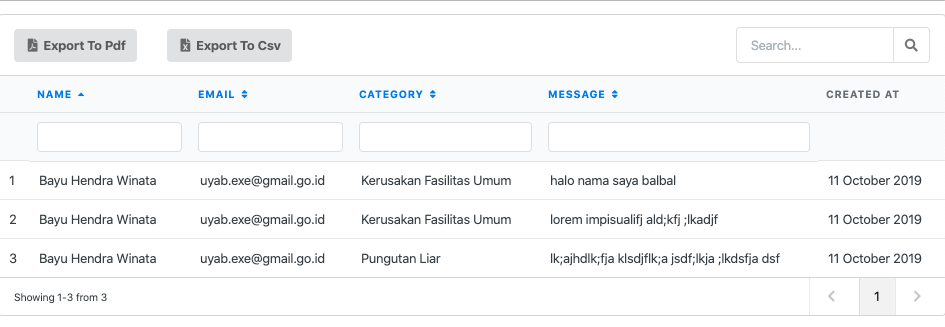 Export To Pdf Export To Csv Search...
NAME EMAIL CATEGORY MESSAGE CREATED AT
1 Bayu Hendra Winata uyab.exe@gmail.go.id Kerusakan Fasilitas Umum halo nama saya balbal 11 October 2019
2 Bayu Hendra Winata uyab.exe@gmail.go.id Kerusakan Fasilitas Umum lorem impisualifj ald;kfj ;lkadjf 11 October 2019
3 Bayu Hendra Winata uyab.exe@gmail.go.id Pungutan Liar lk;ajhdlk;fja klsdjflk;a jsdf;lkja ;lkdsfja dsf 11 October 2019
Showing 1-3 from 3 1